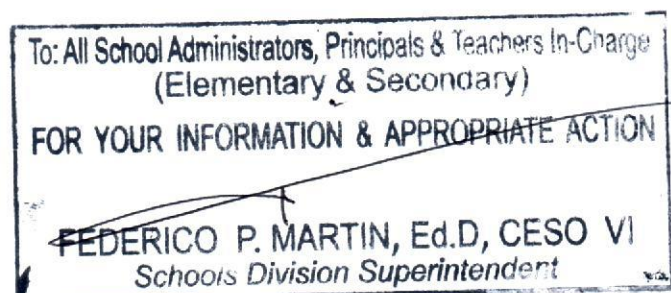 To: All School Administrators, Principals & Teachers In-Charge
(Elementary & Secondary)
FOR YOUR INFORMATION & APPROPRIATE ACTION
FEDERICO P. MARTIN, Ed.D, CESO VI
Schools Division Superintendent